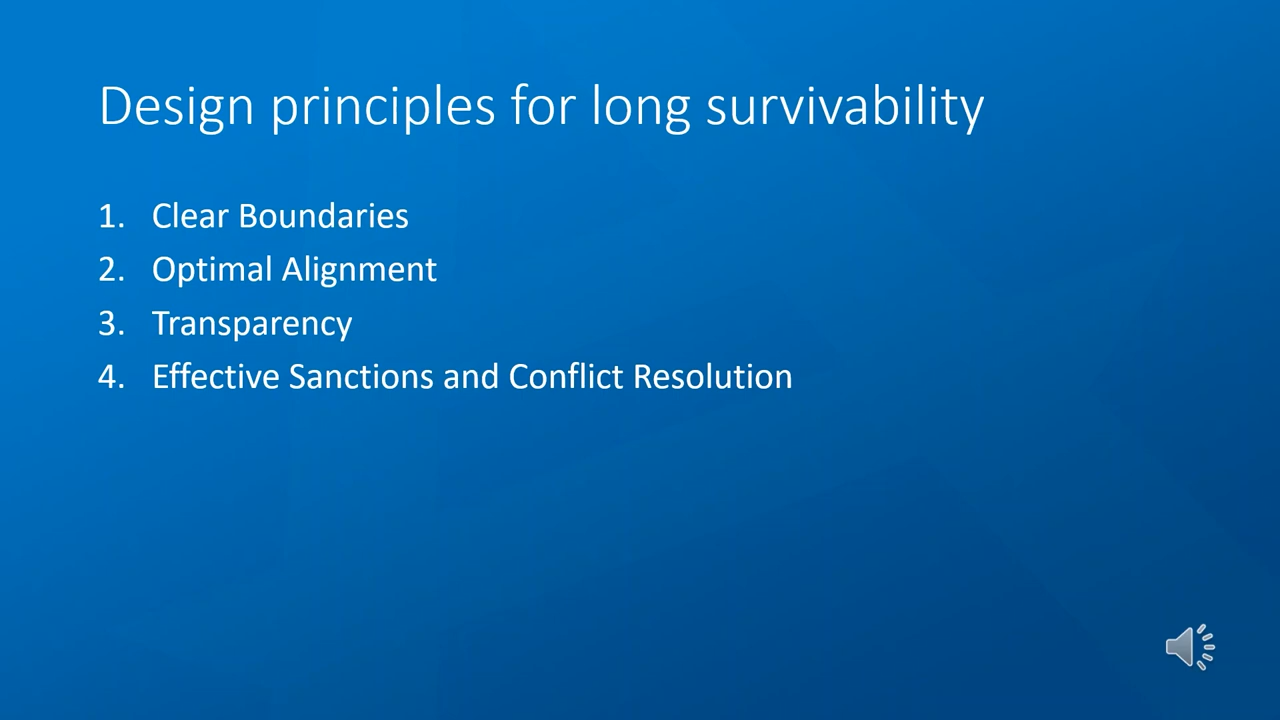 Design principles for long survivability
1. Clear Boundaries
2. Optimal Alignment
3. Transparency
4. Effective Sanctions and Conflict Resolution